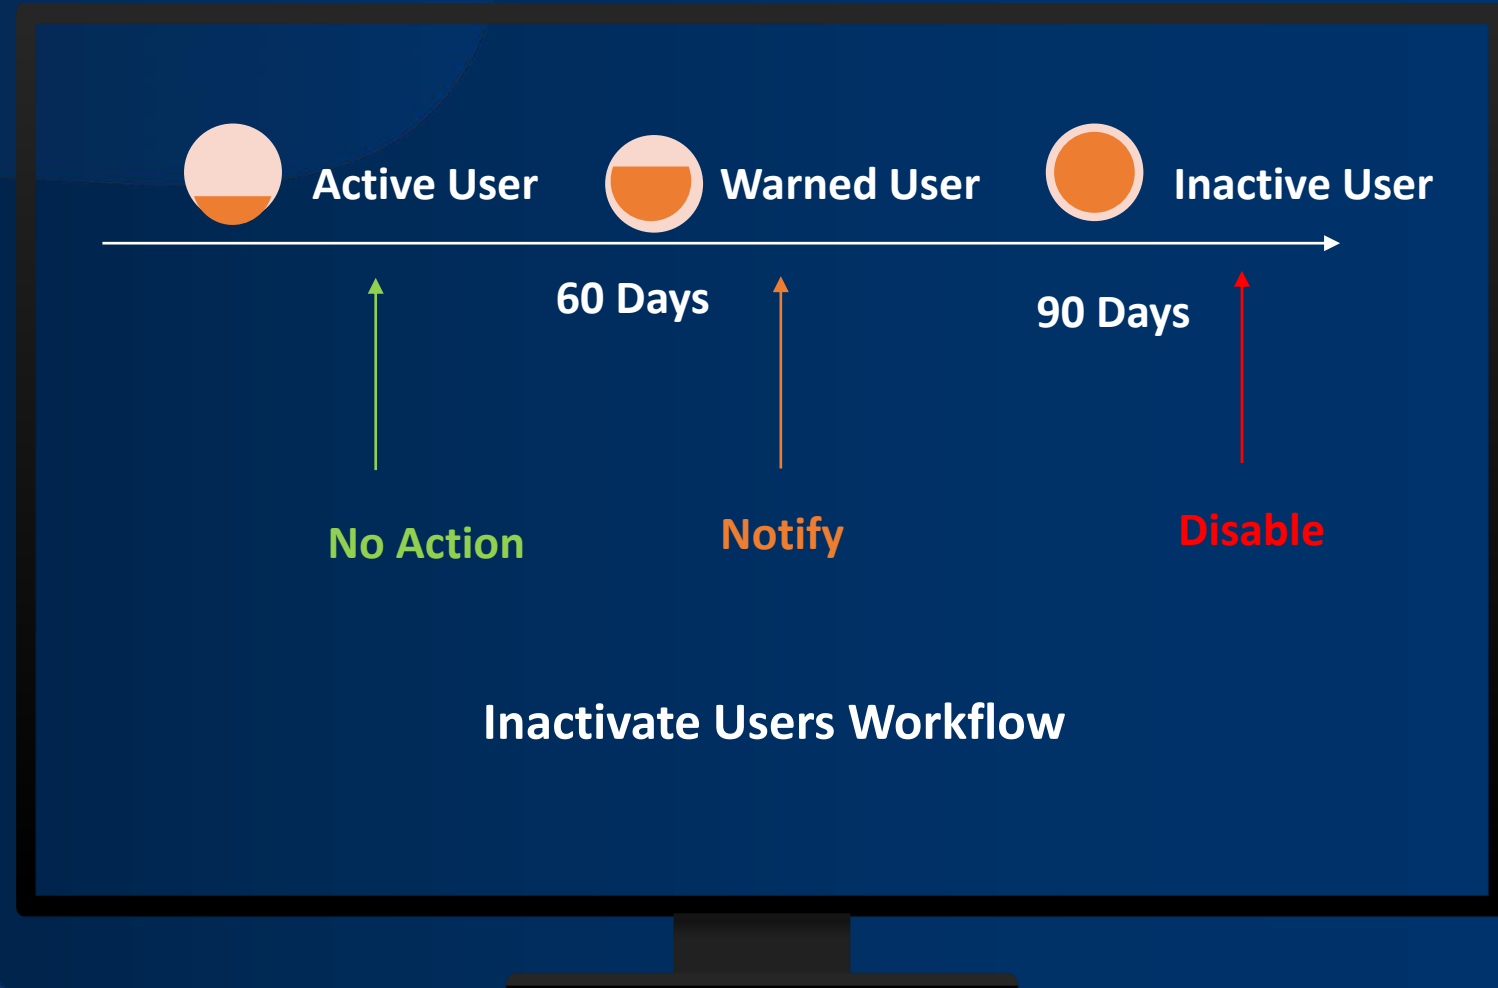 Active User
Warned User
Inactive User
60 Days
90 Days
No Action
Notify
Disable
Inactivate Users Workflow